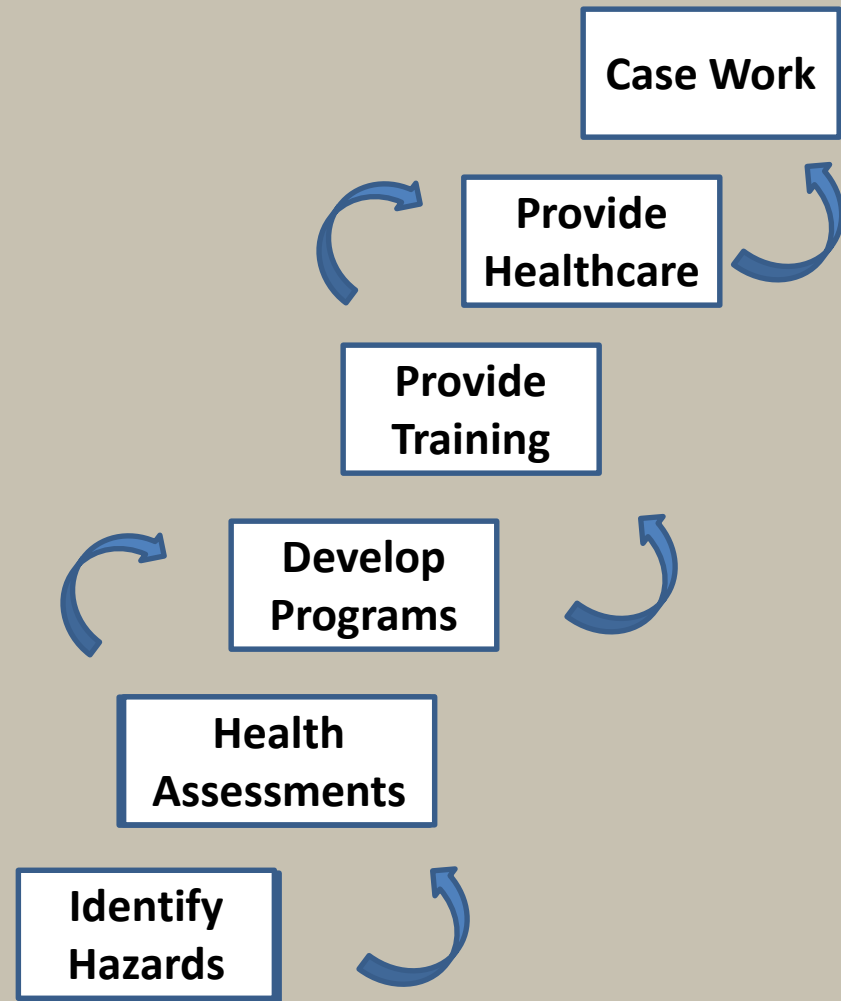 Case Work
Provide
Healthcare
Provide
Training
Develop
Programs
Health
Assessments
Identify
Hazards